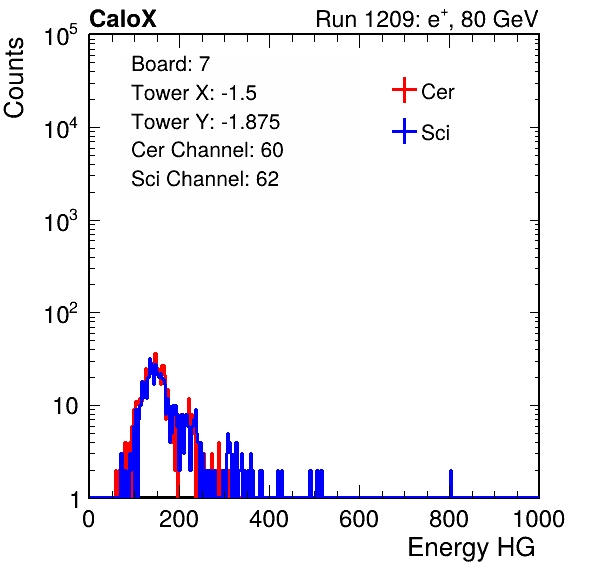 CaloX Run 1209: e⁺, 80 GeV
Counts
10⁵
10⁴
10³
10²
10
1
Board: 7
Tower X: -1.5
Tower Y: -1.875
Cer Channel: 60
Sci Channel: 62
Cer
Sci
0 200 400 600 800 1000
Energy HG